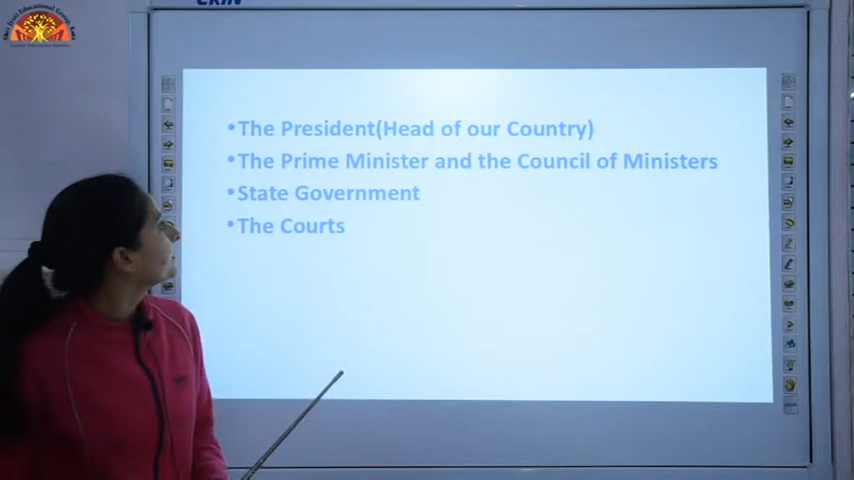 •The President(Head of our Country)
•The Prime Minister and the Council of Ministers
•State Government
•The Courts